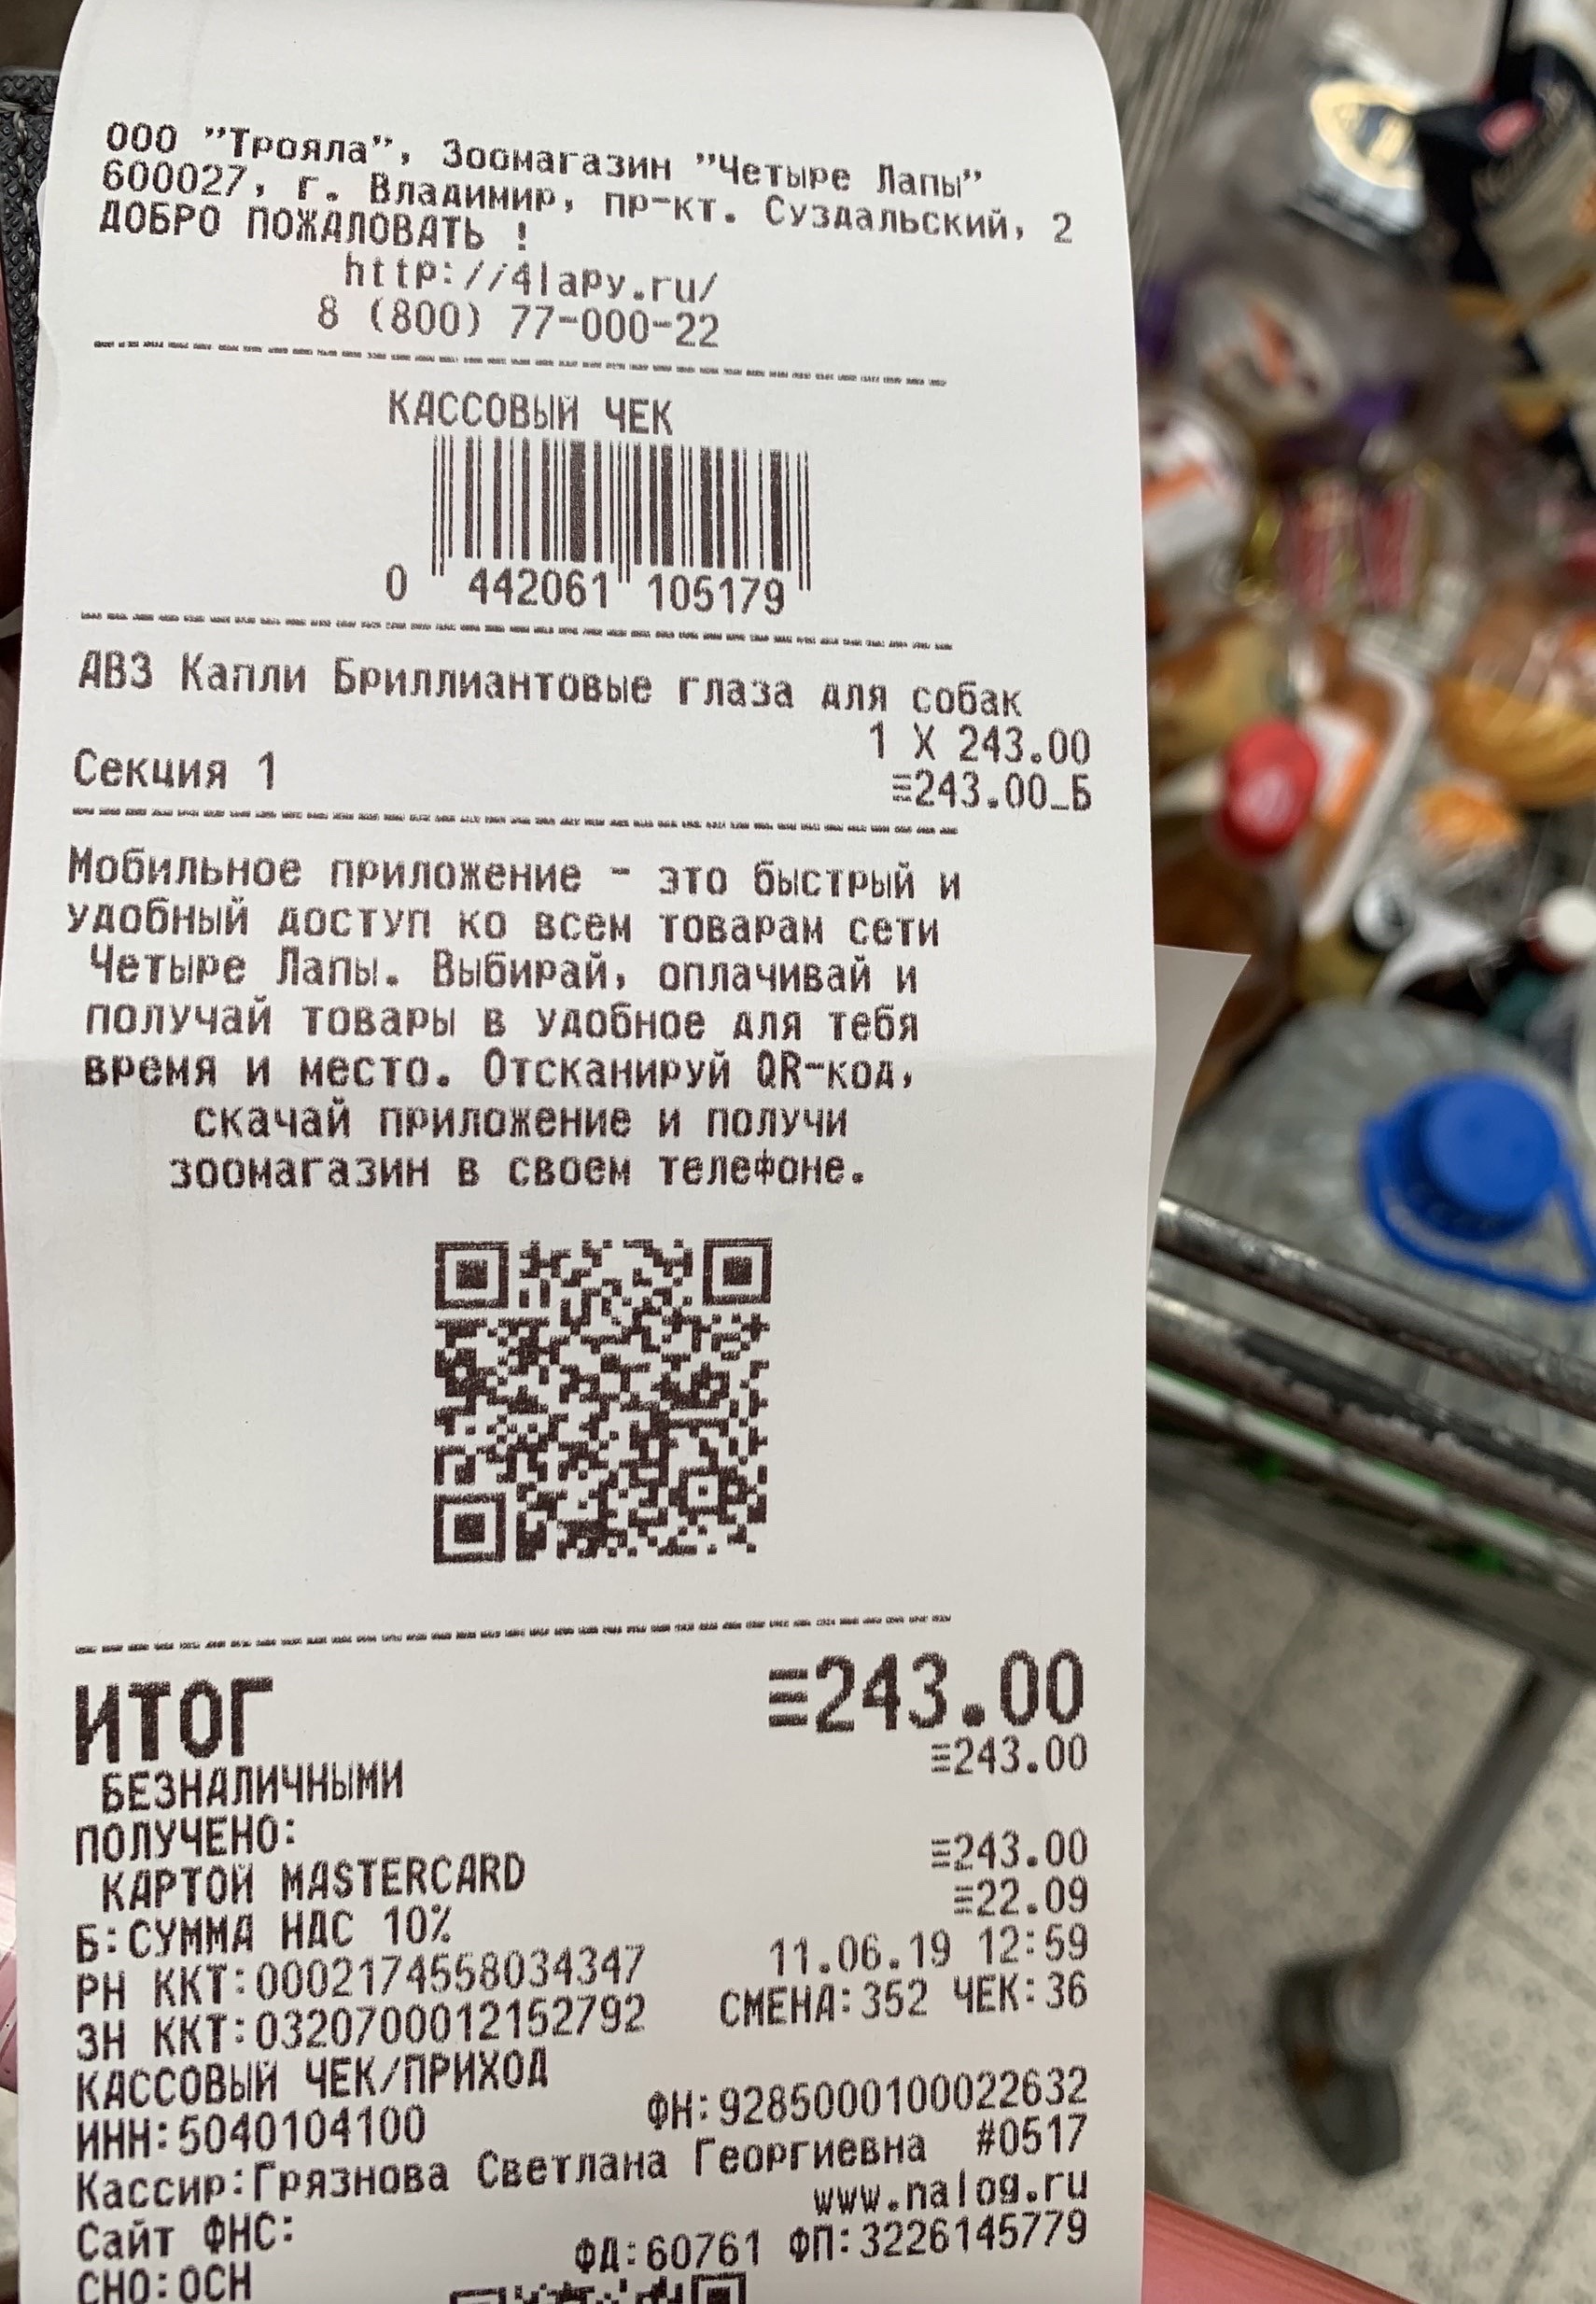 ООО "Трояла", Зоомагазин "Четыре Лапы"
600027, г. Владимир, пр-кт. Суздальский, 2
ДОБРО ПОЖАЛОВАТЬ !
http://4lapy.ru/
8 (800) 77-000-22
КАССОВЫЙ ЧЕК
0 442061 105179
АВЗ Капли Бриллиантовые глаза для собак
1 X 243.00
Секция 1 ≡243.00_Б
Мобильное приложение - это быстрый и
удобный доступ ко всем товарам сети
Четыре Лапы. Выбирай, оплачивай и
получай товары в удобное для тебя
время и место. Отсканируй QR-код,
скачай приложение и получи
зоомагазин в своем телефоне.
ИТОГ ≡243.00
БЕЗНАЛИЧНЫМИ ≡243.00
ПОЛУЧЕНО:
КАРТОЙ MASTERCARD ≡243.00
Б:СУММА НДС 10% ≡22.09
РН ККТ:0002174558034347 11.06.19 12:59
ЗН ККТ:0320700012152792 СМЕНА:352 ЧЕК:36
КАССОВЫЙ ЧЕК/ПРИХОД
ИНН:5040104100 ФН:9285000100022632
Кассир:Грязнова Светлана Георгиевна #0517
Сайт ФНС: www.nalog.ru
СНО:ОСН ФД:60761 ФП:3226145779